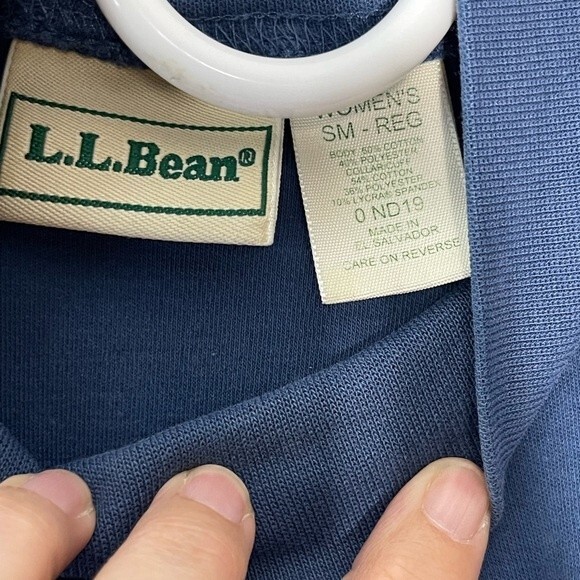 L.L.Bean®
WOMEN'S
SM - REG
BODY 60% COTTON
40% POLYESTER
COLLAR/CUFF
54% COTTON
36% POLYESTER
10% LYCRA® SPANDEX
0 ND19
MADE IN
EL SALVADOR
CARE ON REVERSE